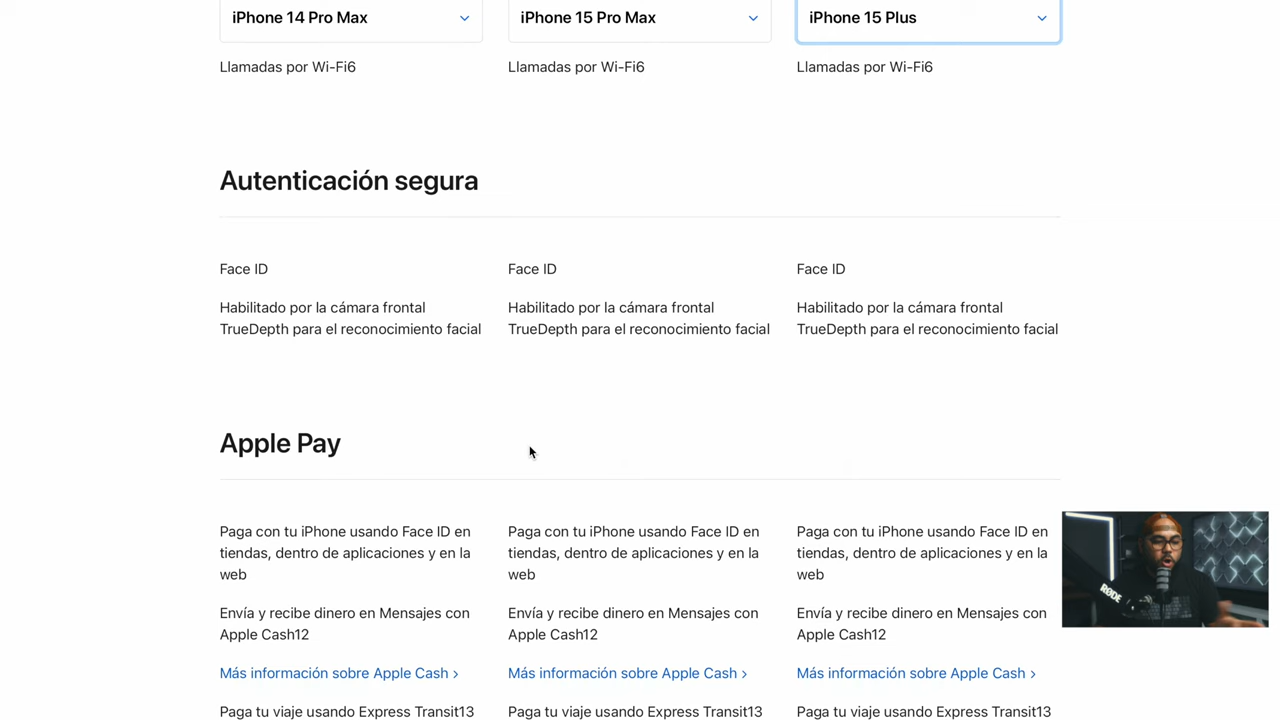 iPhone 14 Pro Max iPhone 15 Pro Max iPhone 15 Plus
Llamadas por Wi-Fi6 Llamadas por Wi-Fi6 Llamadas por Wi-Fi6
Autenticación segura
Face ID Face ID Face ID
Habilitado por la cámara frontal Habilitado por la cámara frontal Habilitado por la cámara frontal
TrueDepth para el reconocimiento facial TrueDepth para el reconocimiento facial TrueDepth para el reconocimiento facial
Apple Pay
Paga con tu iPhone usando Face ID en Paga con tu iPhone usando Face ID en Paga con tu iPhone usando Face ID en
tiendas, dentro de aplicaciones y en la tiendas, dentro de aplicaciones y en la tiendas, dentro de aplicaciones y en la
web web web
Envía y recibe dinero en Mensajes con Envía y recibe dinero en Mensajes con Envía y recibe dinero en Mensajes con
Apple Cash12 Apple Cash12 Apple Cash12
Más información sobre Apple Cash > Más información sobre Apple Cash > Más información sobre Apple Cash >
Paga tu viaje usando Express Transit13 Paga tu viaje usando Express Transit13 Paga tu viaje usando Express Transit13
RØDE